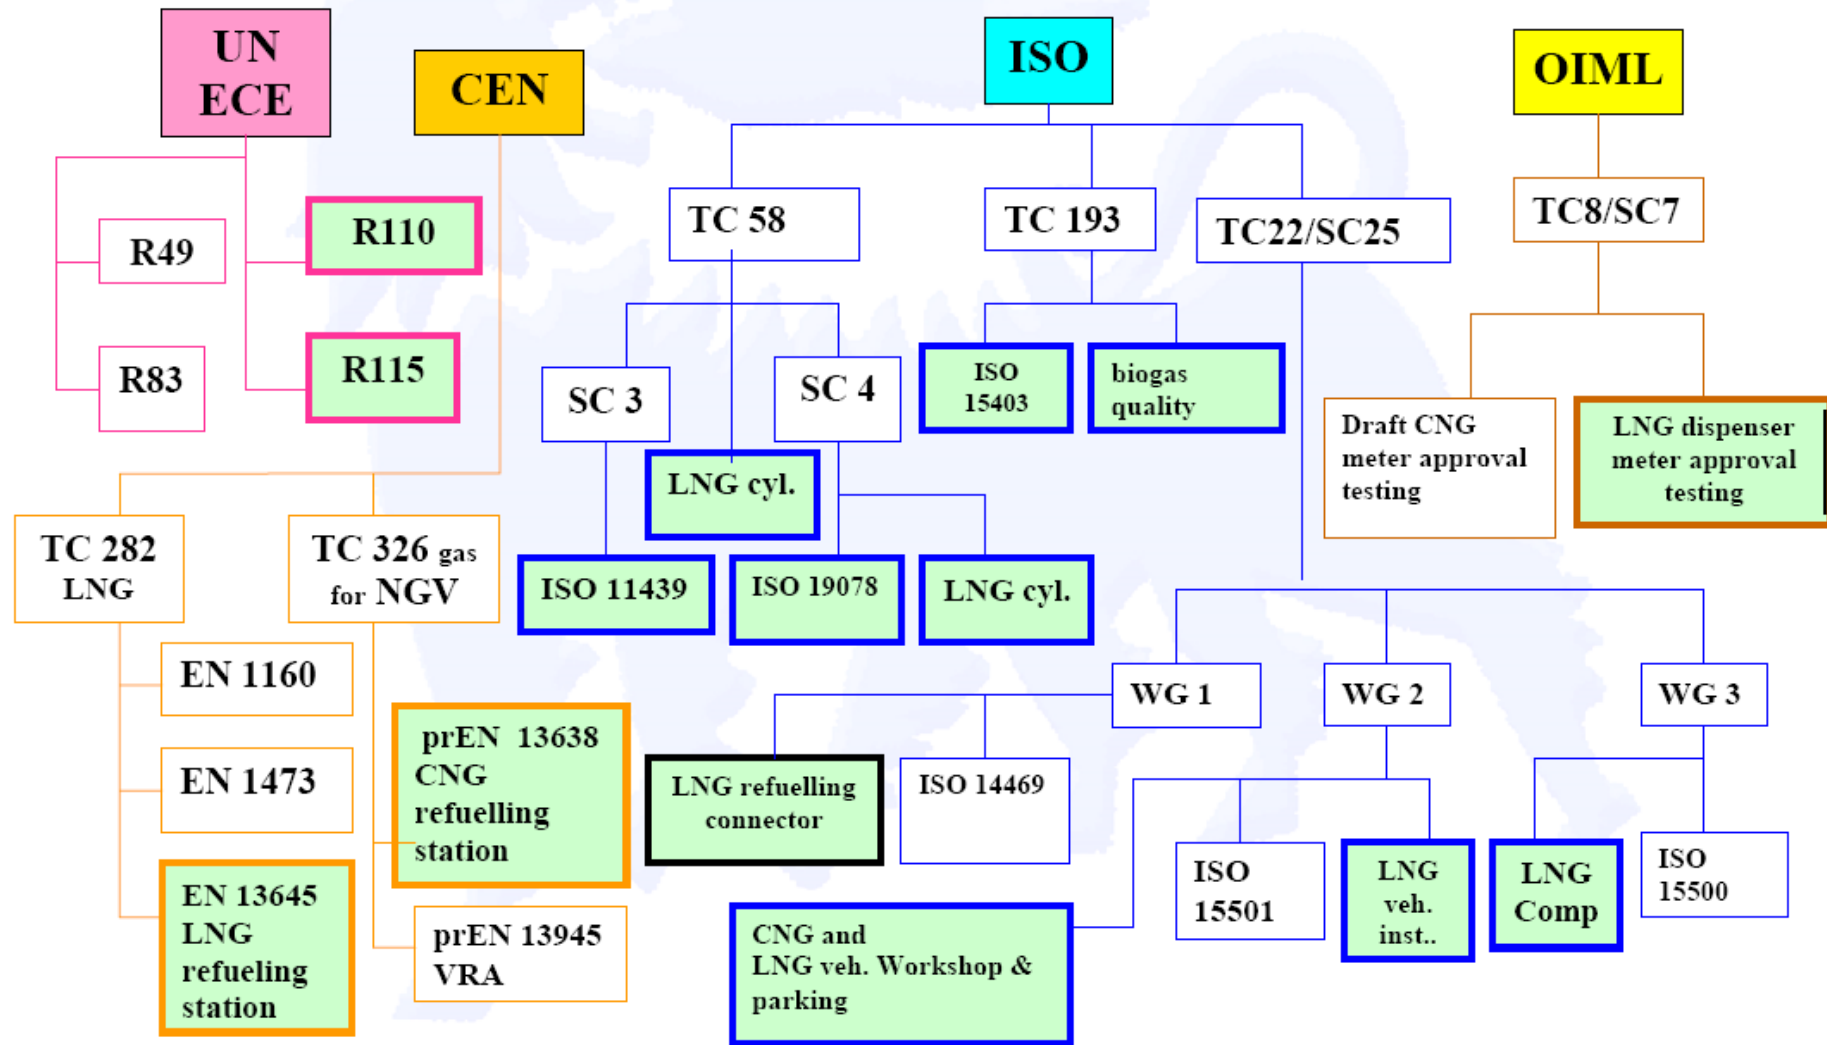 UN
ECE
CEN
ISO
OIML
R49
R110
R83
R115
TC 58
TC 193
TC22/SC25
TC8/SC7
SC 3
SC 4
ISO
15403
biogas
quality
Draft CNG
meter approval
testing
LNG dispenser
meter approval
testing
LNG cyl.
TC 282
LNG
TC 326 gas
for NGV
ISO 11439
ISO 19078
LNG cyl.
EN 1160
EN 1473
EN 13645
LNG
refueling
station
prEN 13638
CNG
refuelling
station
prEN 13945
VRA
WG 1
WG 2
WG 3
LNG refuelling
connector
ISO 14469
CNG and
LNG veh. Workshop &
parking
ISO
15501
LNG
veh.
inst..
LNG
Comp
ISO
15500